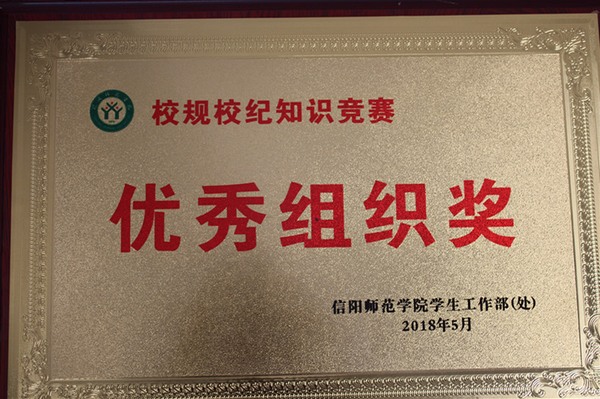 校规校纪知识竞赛
优秀组织奖
信阳师范学院学生工作部(处)
2018年5月